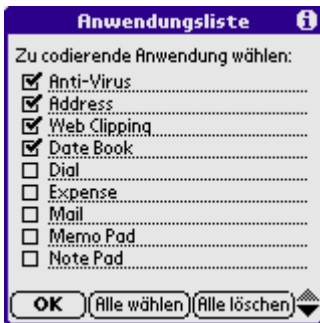 Anwendungsliste
Zu codierende Anwendung wählen:
Anti-Virus
Address
Web Clipping
Date Book
Dial
Expense
Mail
Memo Pad
Note Pad
OK Alle wählen Alle löschen